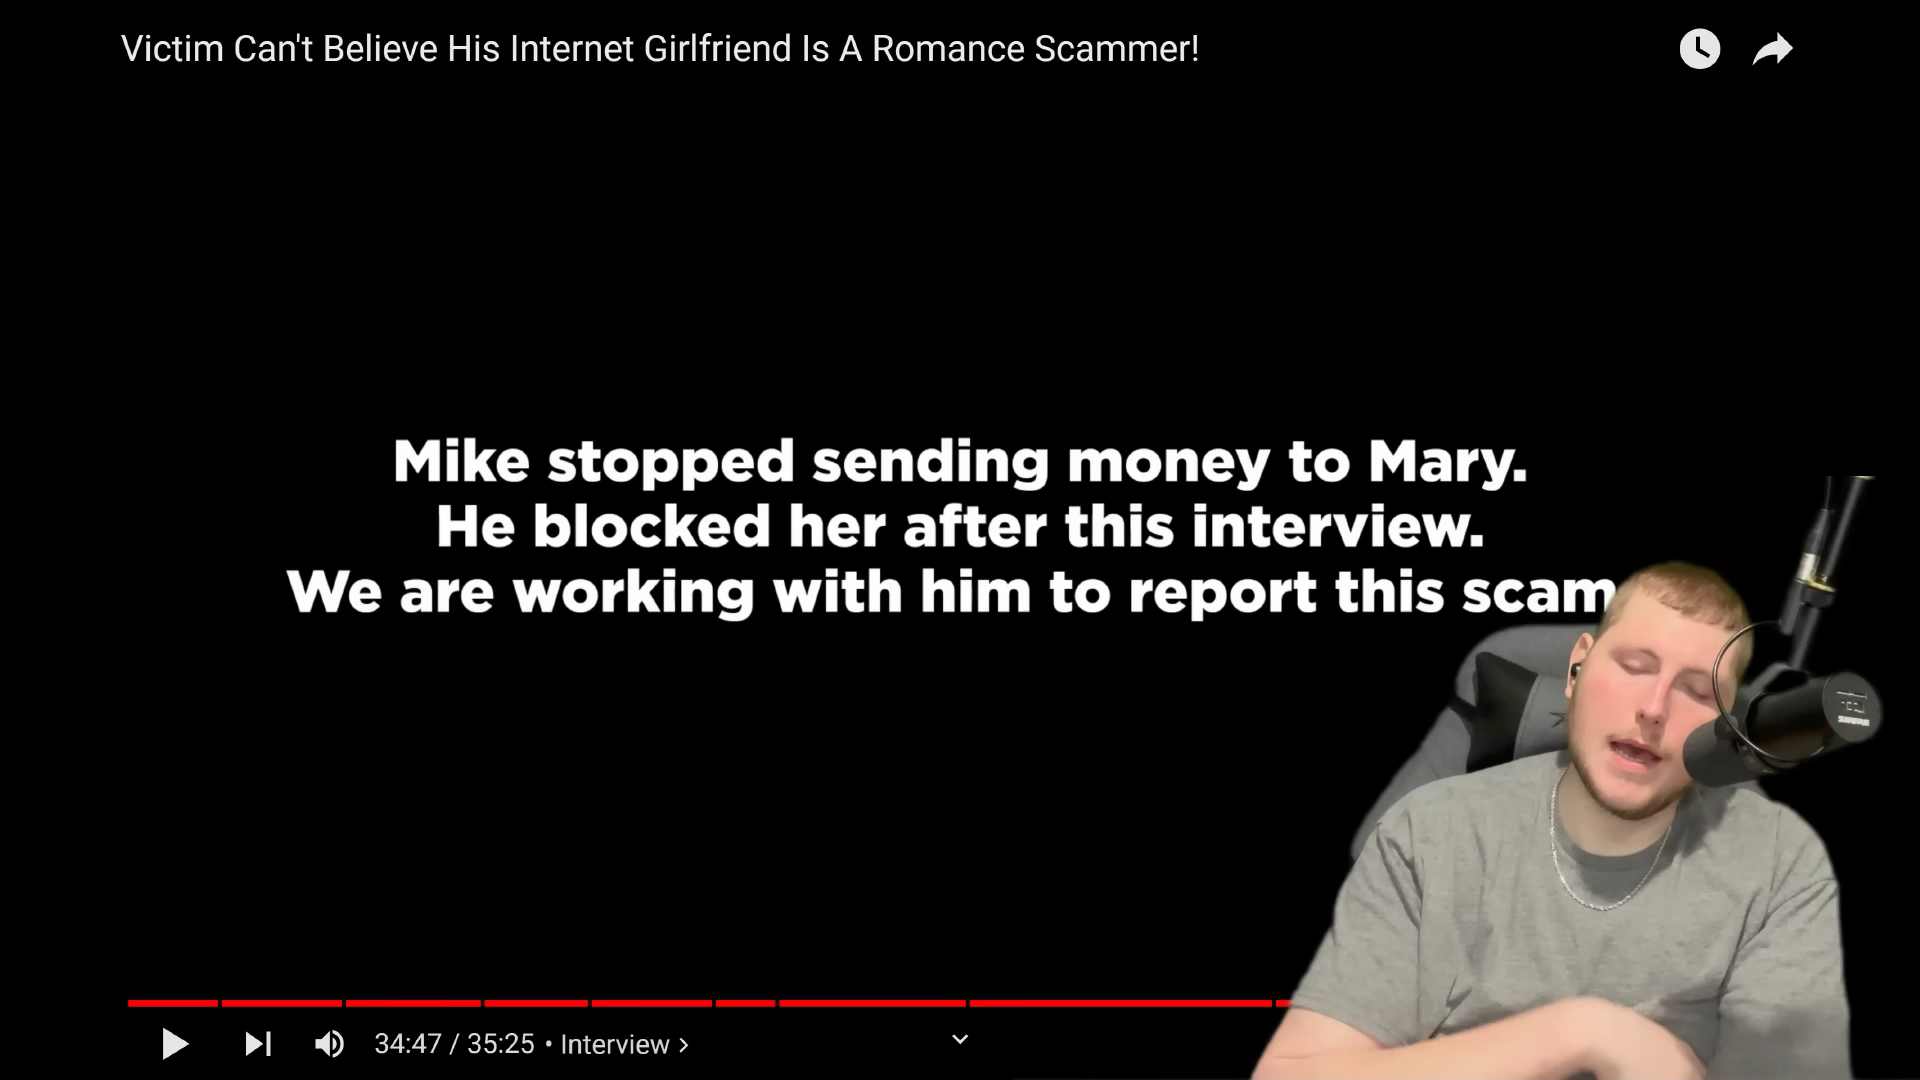 Victim Can't Believe His Internet Girlfriend Is A Romance Scammer!
Mike stopped sending money to Mary.
He blocked her after this interview.
We are working with him to report this scam
34:47 / 35:25 • Interview ›
SHURE